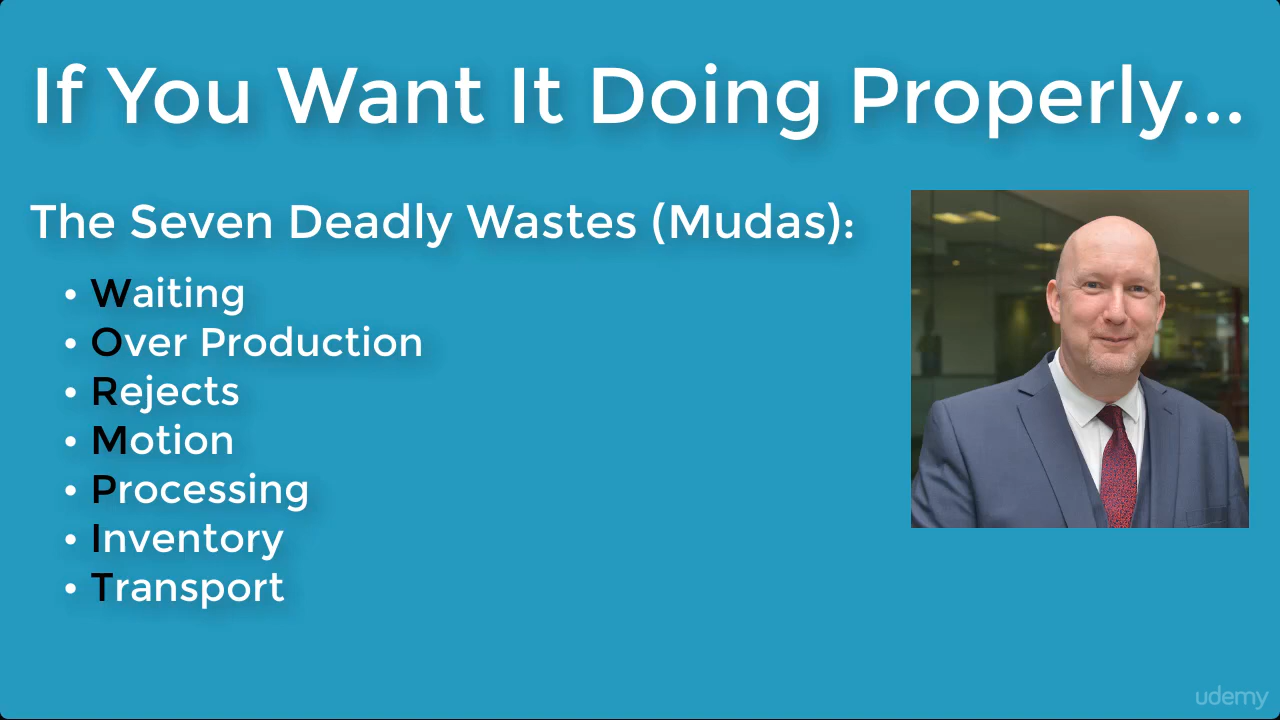 If You Want It Doing Properly...
The Seven Deadly Wastes (Mudas):
• Waiting
• Over Production
• Rejects
• Motion
• Processing
• Inventory
• Transport
udemy